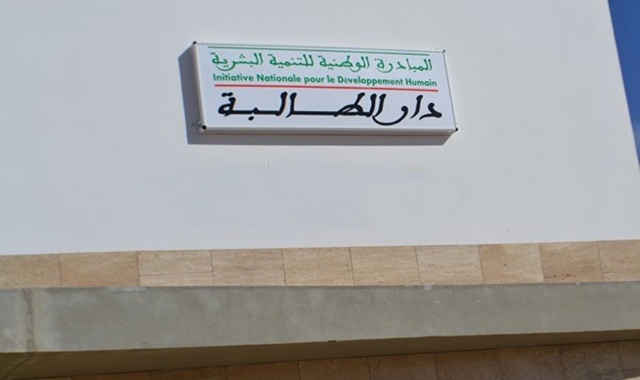 المبادرة الوطنية للتنمية البشرية
Initiative Nationale pour le Développement Humain
دار الطالبة